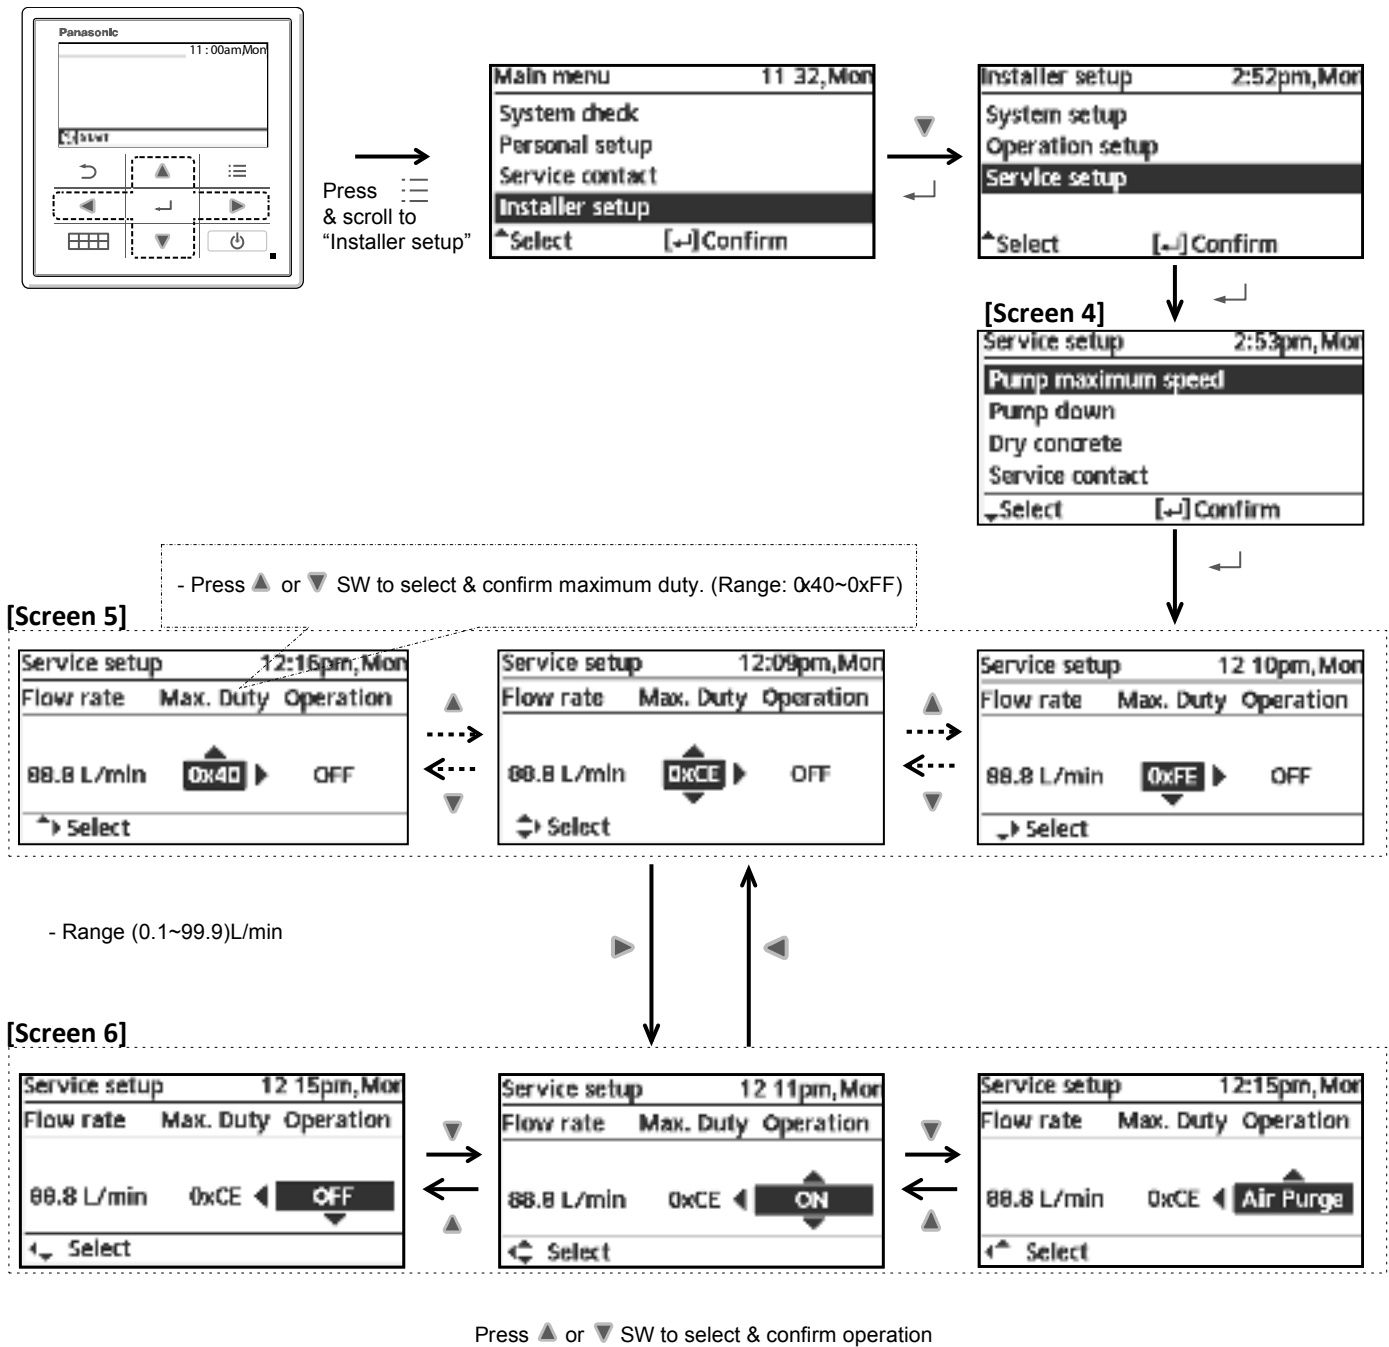 Panasonic
11:00am,Mon
START
Press
& scroll to
“Installer setup”
Main menu 11 32,Mon
System check
Personal setup
Service contact
Installer setup
Select [↵]Confirm
Installer setup 2:52pm,Mon
System setup
Operation setup
Service setup
Select [↵]Confirm
[Screen 4]
Service setup 2:53pm,Mon
Pump maximum speed
Pump down
Dry concrete
Service contact
Select [↵]Confirm
- Press ▲ or ▼ SW to select & confirm maximum duty. (Range: 0x40~0xFF)
[Screen 5]
Service setup 12:16pm,Mon
Flow rate Max. Duty Operation
88.8 L/min 0x40 OFF
Select
Service setup 12:09pm,Mon
Flow rate Max. Duty Operation
88.8 L/min 0xCE OFF
Select
Service setup 12 10pm,Mon
Flow rate Max. Duty Operation
88.8 L/min 0xFE OFF
Select
- Range (0.1~99.9)L/min
[Screen 6]
Service setup 12 15pm,Mon
Flow rate Max. Duty Operation
88.8 L/min 0xCE OFF
Select
Service setup 12 11pm,Mon
Flow rate Max. Duty Operation
88.8 L/min 0xCE ON
Select
Service setup 12:15pm,Mon
Flow rate Max. Duty Operation
88.8 L/min 0xCE Air Purge
Select
Press ▲ or ▼ SW to select & confirm operation